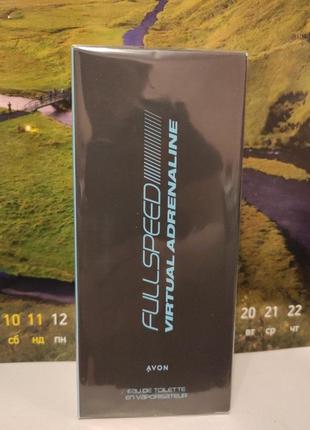 FULLSPEED
VIRTUAL ADRENALINE
AVON
EAU DE TOILETTE
EN VAPORISATEUR
10 11 12
сб нд пн
20 21 22
вт ср чт